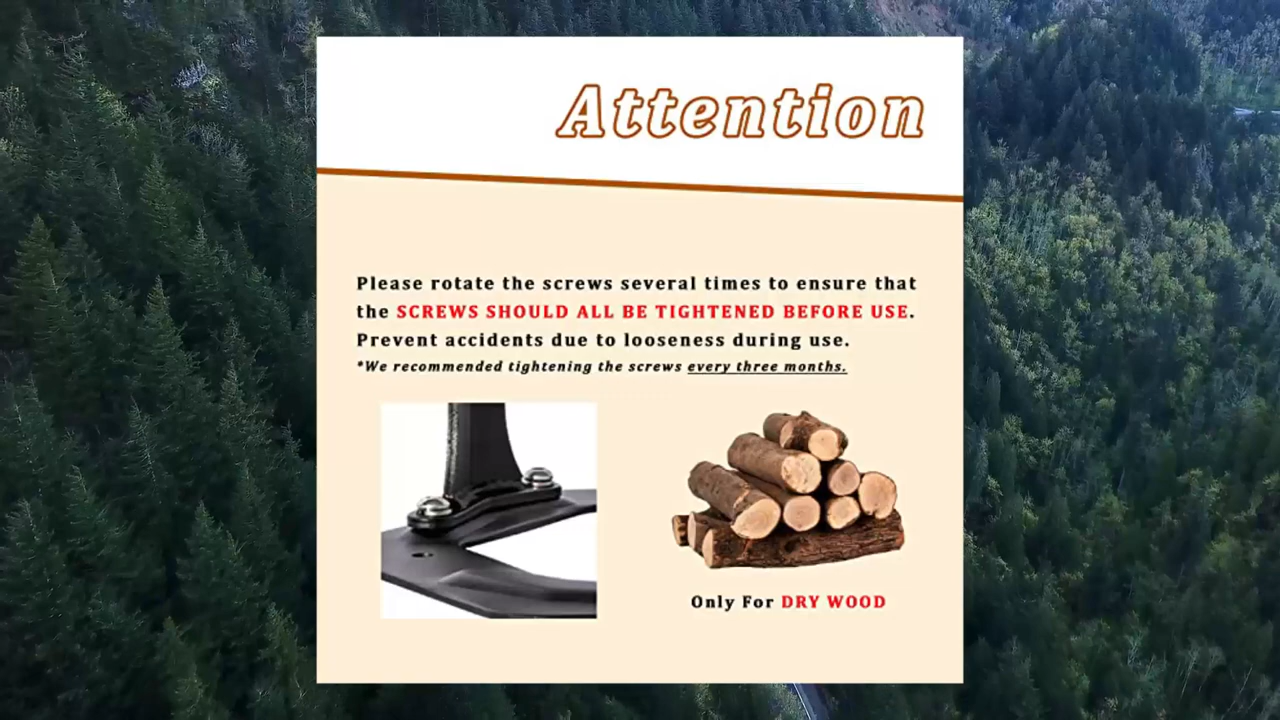 Attention
Please rotate the screws several times to ensure that
the SCREWS SHOULD ALL BE TIGHTENED BEFORE USE.
Prevent accidents due to looseness during use.
*We recommended tightening the screws every three months.
Only For DRY WOOD